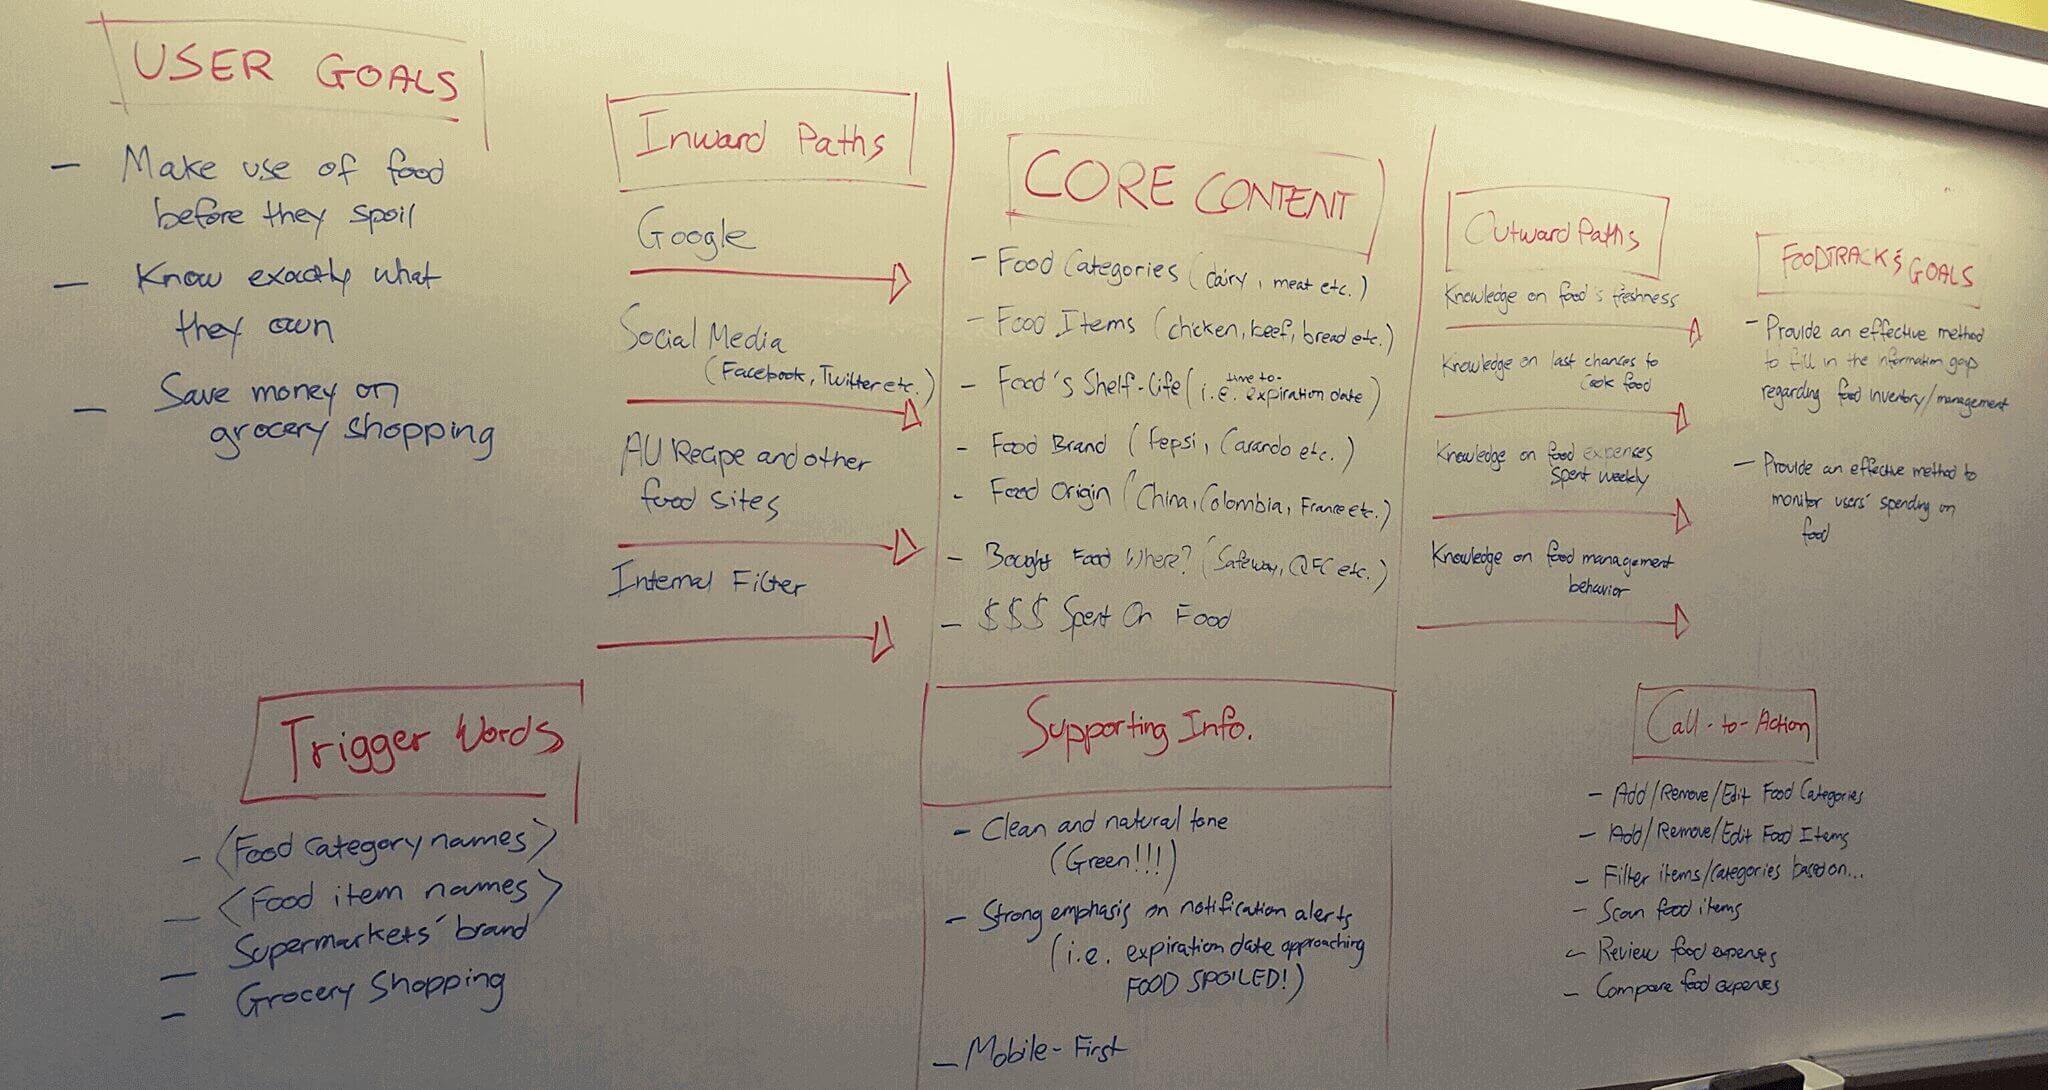 USER GOALS
- Make use of food
before they spoil
- Know exactly what
they own
- Save money on
grocery shopping
Trigger Words
- <Food category names>
- <Food item names>
- Supermarkets' brand
- Grocery Shopping
Inward Paths
Google
Social Media
(Facebook, Twitter etc.)
Recipe and other
food sites
Internal Filter
CORE CONTENT
- Food Categories (dairy, meat etc.)
- Food Items (chicken, beef, bread etc.)
- Food's Shelf-life (i.e. time-to-
expiration date)
- Food Brand (Pepsi, Carando etc.)
- Food Origin (China, Colombia, France etc.)
- Bought Food Where? (Safeway, QFC etc.)
- $$$ Spent On Food
Supporting Info.
- Clean and natural tone
(Green!!!)
- Strong emphasis on notification alerts
(i.e. expiration date approaching
FOOD SPOILED!)
- Mobile-First
Outward Paths
Knowledge on food's freshness
Knowledge on last chances to
cook food
Knowledge on food expenses
spent weekly
Knowledge on food management
behavior
FOODTRACK'S GOALS
- Provide an effective method
to fill in the information gap
regarding food inventory/management
- Provide an effective method to
monitor users' spending on
food
Call-to-Action
- Add/Remove/Edit Food Categories
- Add/Remove/Edit Food Items
- Filter items/categories based on...
- Scan food items
- Review food expenses
- Compare food expenses